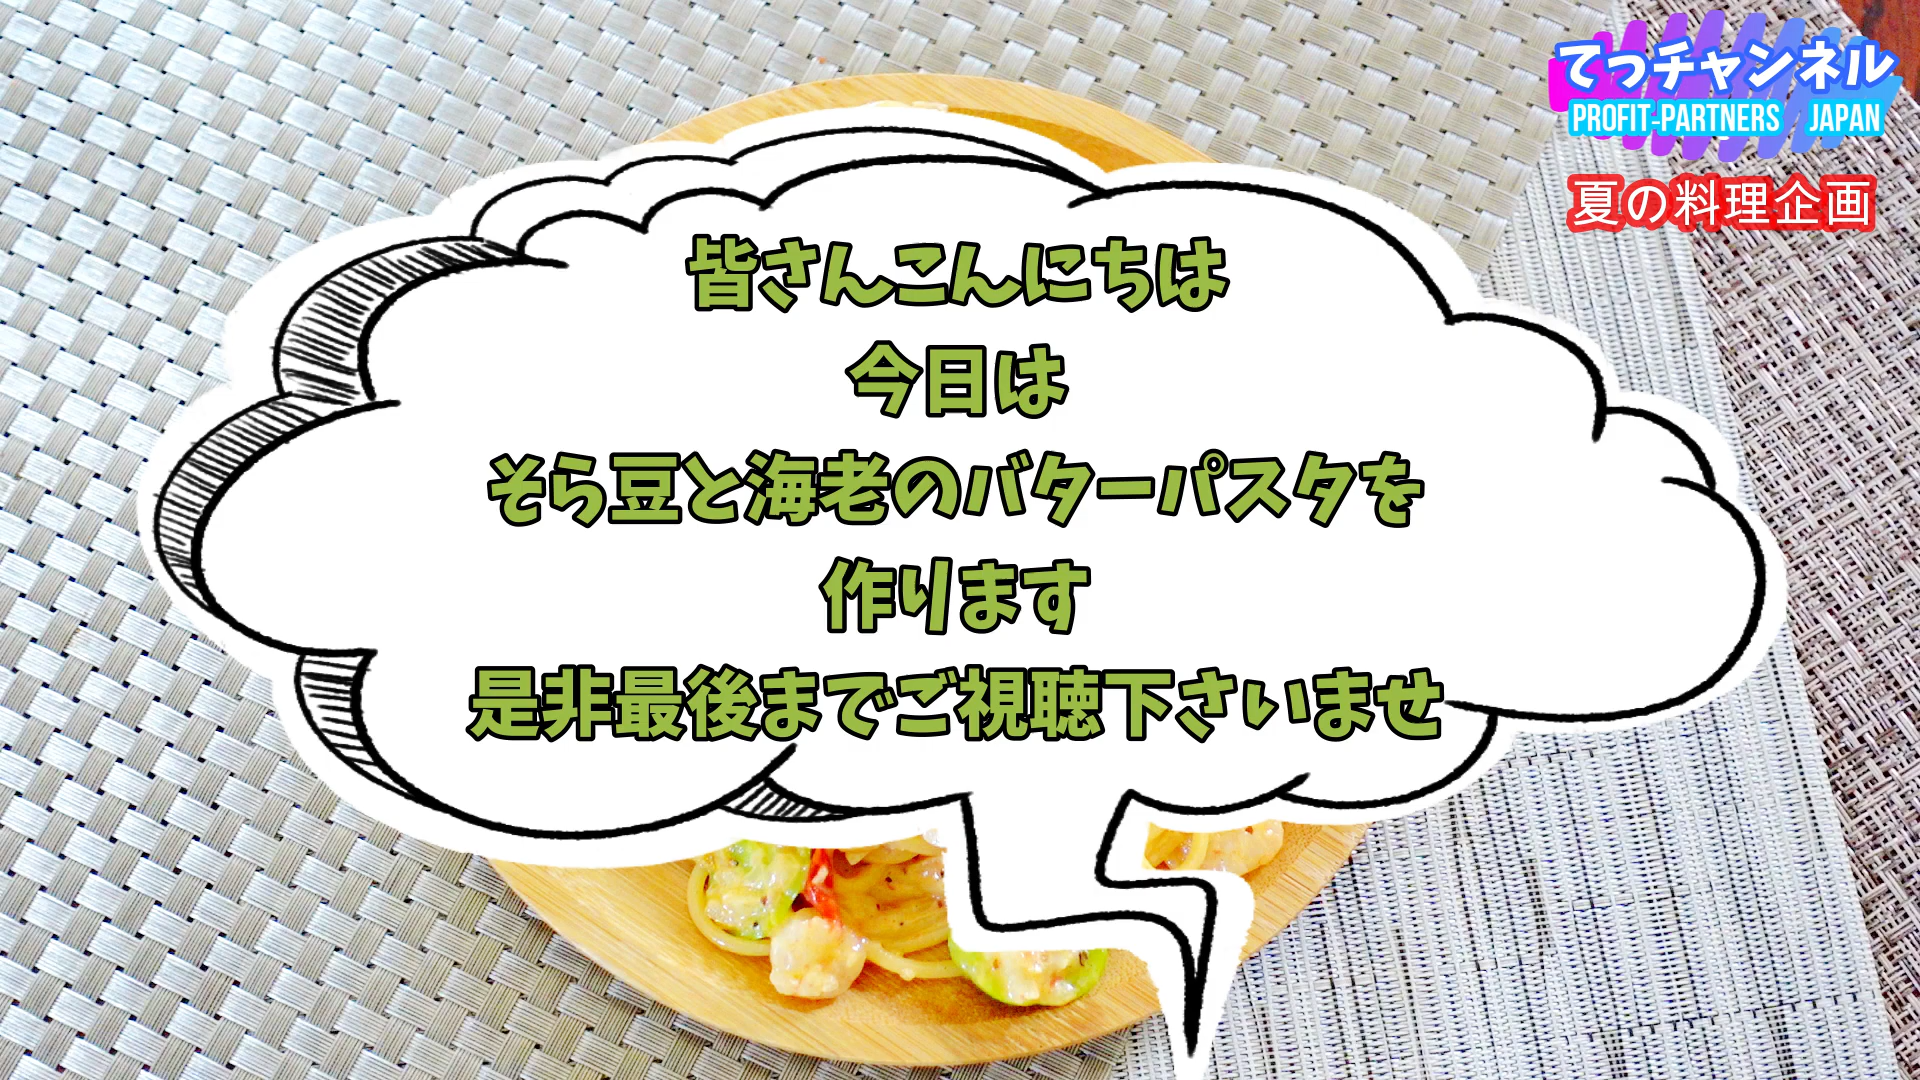 てっチャンネル
PROFIT-PARTNERS JAPAN
夏の料理企画
皆さんこんにちは
今日は
そら豆と海老のバターパスタを
作ります
是非最後までご視聴下さいませ